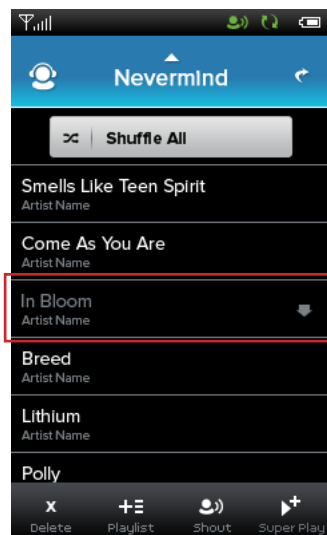 Nevermind
Shuffle All
Smells Like Teen Spirit
Artist Name
Come As You Are
Artist Name
In Bloom
Artist Name
Breed
Artist Name
Lithium
Artist Name
Polly
x
Delete Playlist Shout Super Play